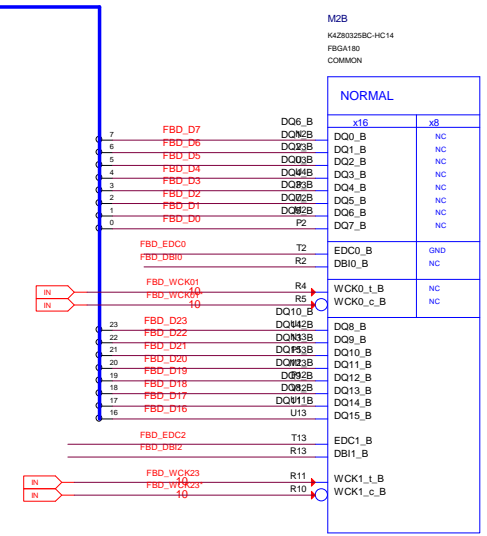 M2B
K4Z80325BC-HC14
FBGA180
COMMON
NORMAL
x16 x8
DQ6_B
7 FBD_D7 DQ0_B NC
6 FBD_D6 DQ1_B NC
5 FBD_D5 DQ2_B NC
4 FBD_D4 DQ3_B NC
3 FBD_D3 DQ4_B NC
2 FBD_D2 DQ5_B NC
1 FBD_D1 DQ6_B NC
0 FBD_D0 P2 DQ7_B NC
FBD_EDC0 T2 EDC0_B GND
FBD_DBI0 R2 DBI0_B NC
IN FBD_WCK01 R4 WCK0_t_B NC
IN 10 R5 WCK0_c_B NC
DQ10_B
23 FBD_D23 DQ8_B
22 FBD_D22 DQ9_B
21 FBD_D21 DQ10_B
20 FBD_D20 DQ11_B
19 FBD_D19 DQ12_B
18 FBD_D18 DQ13_B
17 FBD_D17 DQ14_B
16 FBD_D16 U13 DQ15_B
FBD_EDC2 T13 EDC1_B
FBD_DBI2 R13 DBI1_B
IN FBD_WCK23 R11 WCK1_t_B
IN FBD_WCK23* 10 R10 WCK1_c_B